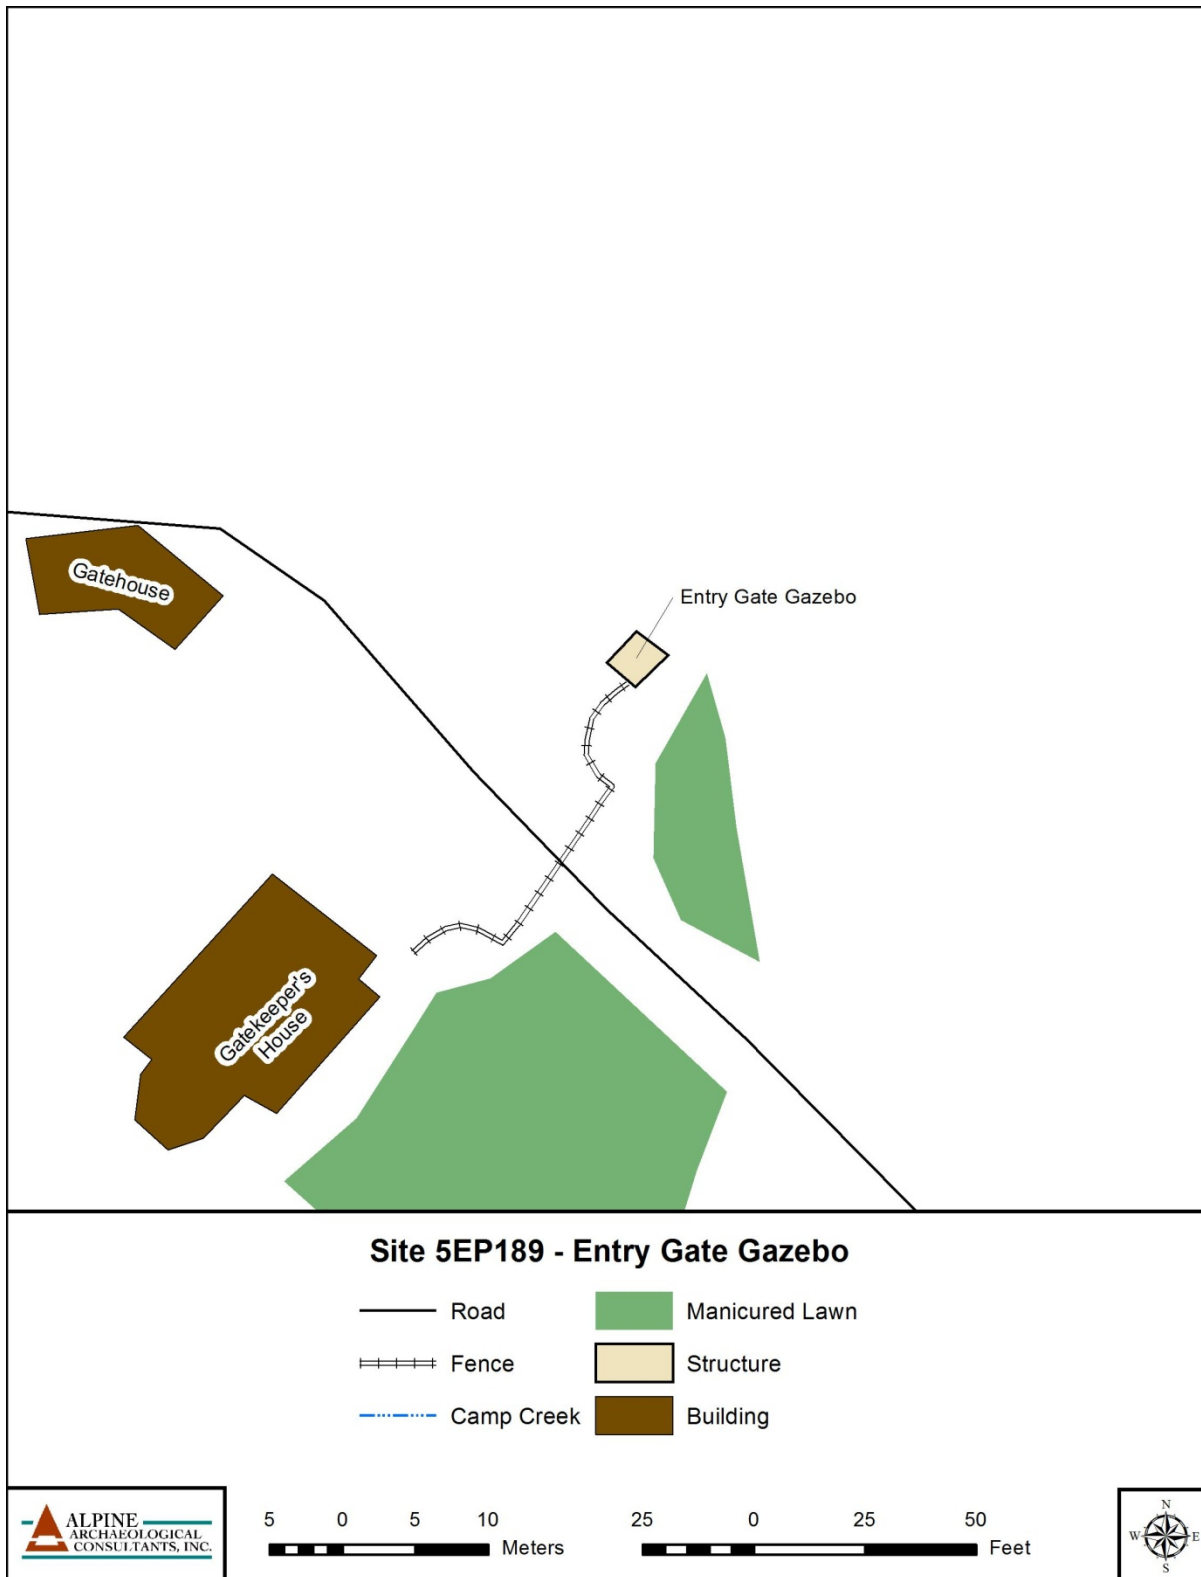 Gatehouse
Entry Gate Gazebo
Gatekeeper's
House
Site 5EP189 - Entry Gate Gazebo
Road
Manicured Lawn
Fence
Structure
Camp Creek
Building
ALPINE
ARCHAEOLOGICAL
CONSULTANTS, INC.
5 0 5 10
Meters
25 0 25 50
Feet
N
W E
S